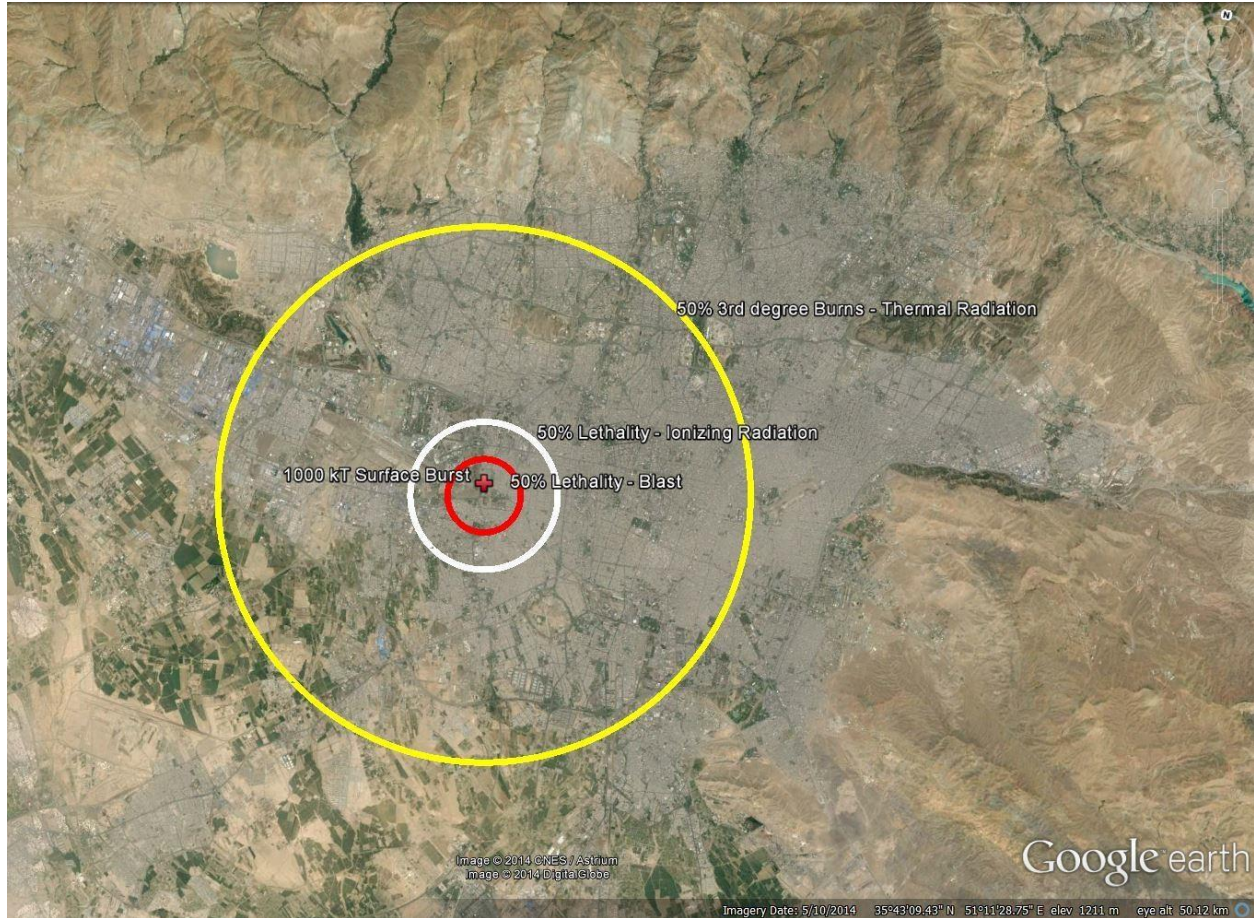 N
50% 3rd degree Burns - Thermal Radiation
50% Lethality - Ionizing Radiation
1000 kT Surface Burst
50% Lethality - Blast
Image © 2014 CNES / Astrium
Image © 2014 DigitalGlobe
Google earth
Imagery Date: 5/10/2014 35°43'09.43" N 51°11'28.75" E elev 1211 m eye alt 50.12 km